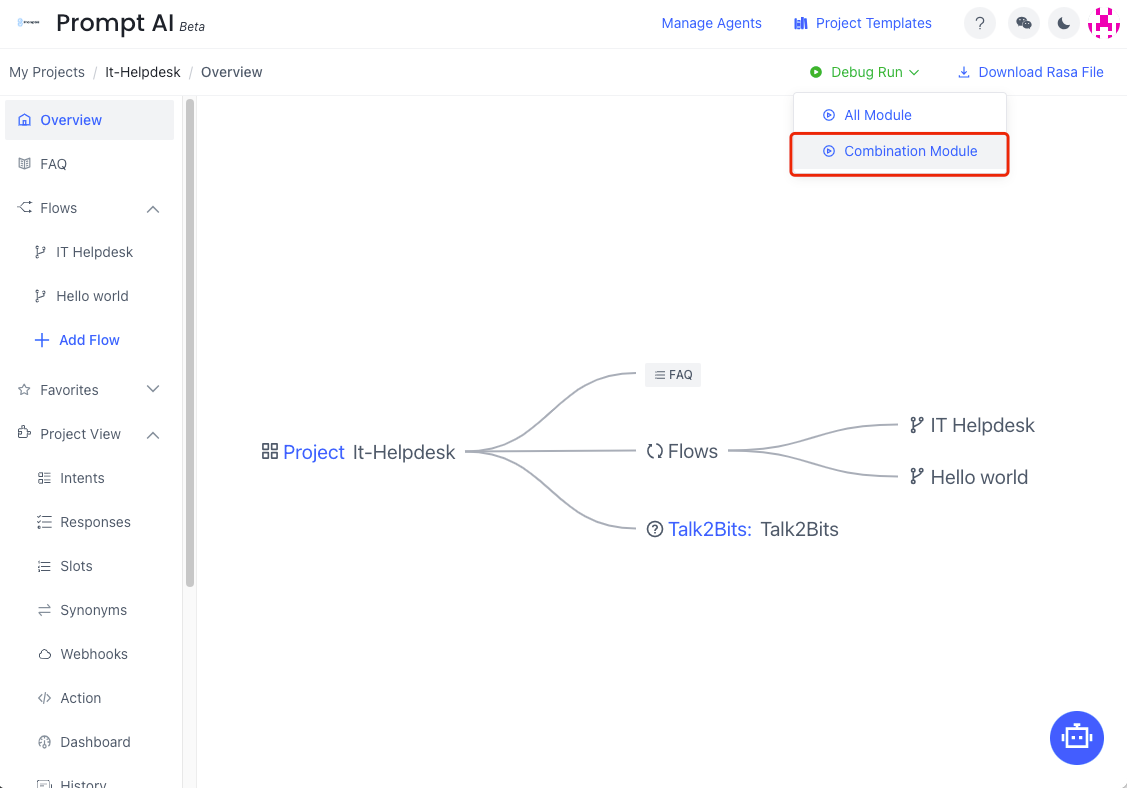 Prompt AI Beta
Manage Agents
Project Templates
?
My Projects / It-Helpdesk / Overview
Debug Run
Download Rasa File
All Module
Combination Module
Overview
FAQ
Flows
IT Helpdesk
Hello world
Add Flow
Favorites
Project View
Intents
Responses
Slots
Synonyms
Webhooks
Action
Dashboard
History
FAQ
Project It-Helpdesk
Flows
IT Helpdesk
Hello world
Talk2Bits: Talk2Bits